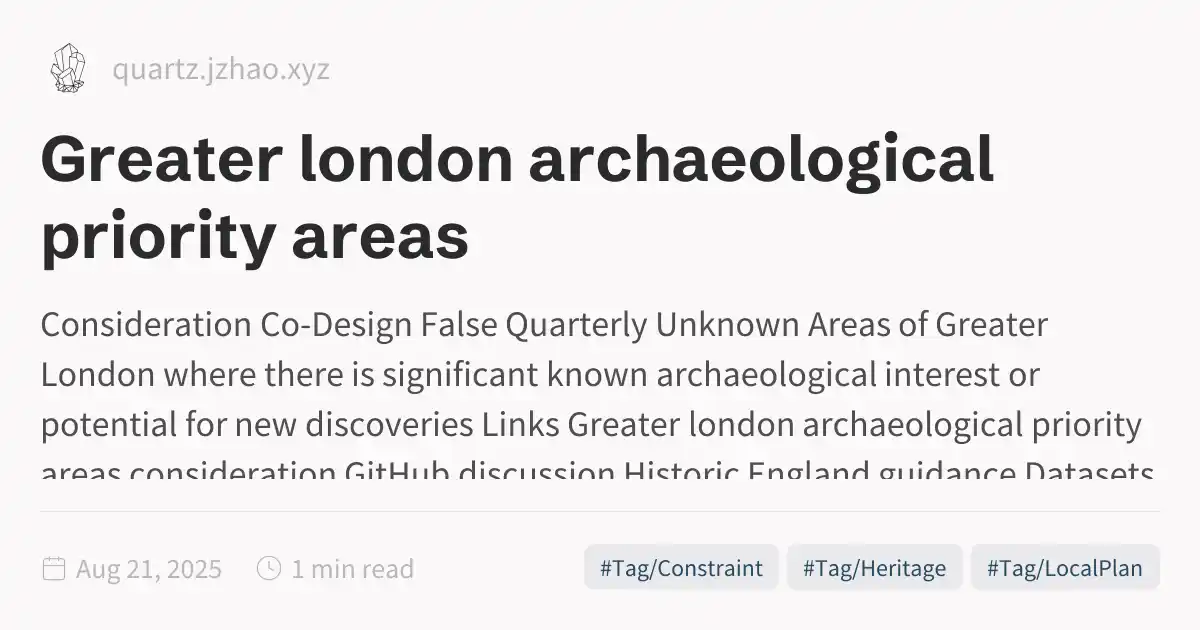 quartz.jzhao.xyz
Greater london archaeological
priority areas
Consideration Co-Design False Quarterly Unknown Areas of Greater
London where there is significant known archaeological interest or
potential for new discoveries Links Greater london archaeological priority
areas consideration GitHub discussion Historic England guidance Datasets
Aug 21, 2025
1 min read
#Tag/Constraint
#Tag/Heritage
#Tag/LocalPlan